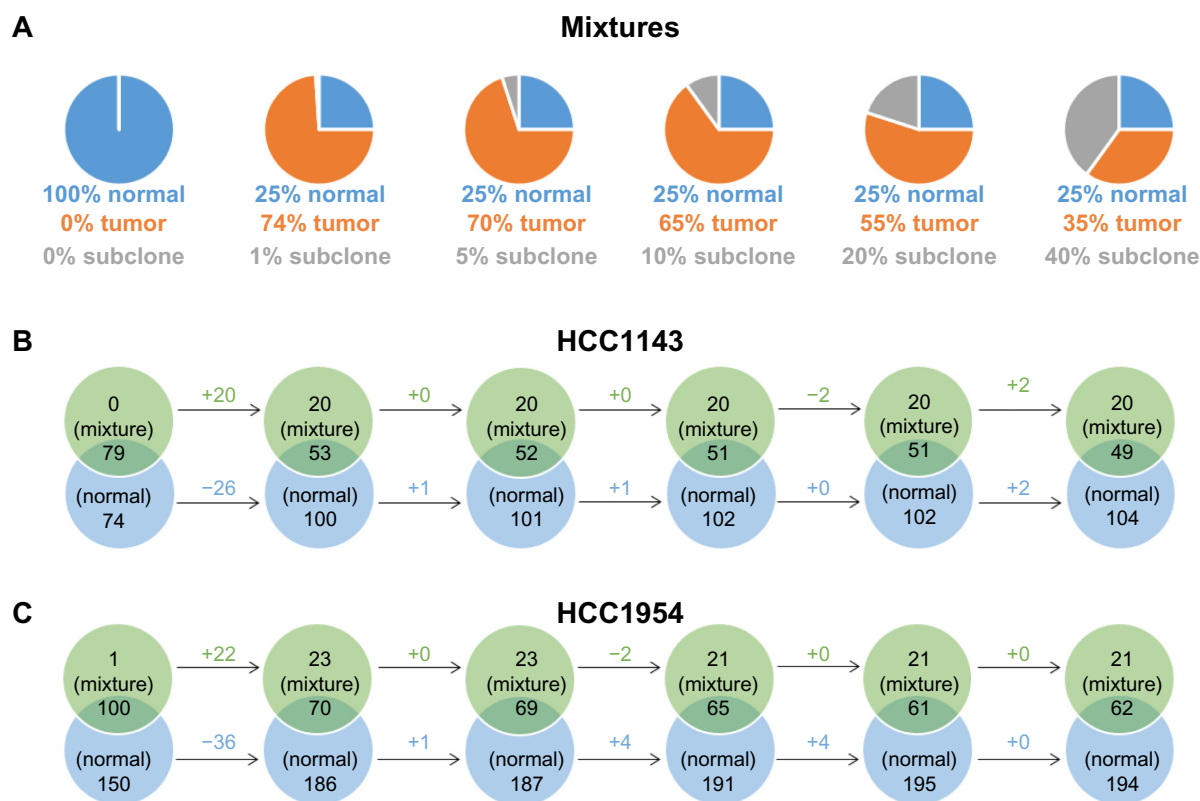 A
Mixtures
100% normal
0% tumor
0% subclone
25% normal
74% tumor
1% subclone
25% normal
70% tumor
5% subclone
25% normal
65% tumor
10% subclone
25% normal
55% tumor
20% subclone
25% normal
35% tumor
40% subclone
B
HCC1143
0
(mixture)
79
(normal)
74
+20
−26
20
(mixture)
53
(normal)
100
+0
+1
20
(mixture)
52
(normal)
101
+0
+1
20
(mixture)
51
(normal)
102
−2
+0
20
(mixture)
51
(normal)
102
+2
+2
20
(mixture)
49
(normal)
104
C
HCC1954
1
(mixture)
100
(normal)
150
+22
−36
23
(mixture)
70
(normal)
186
+0
+1
23
(mixture)
69
(normal)
187
−2
+4
21
(mixture)
65
(normal)
191
+0
+4
21
(mixture)
61
(normal)
195
+0
+0
21
(mixture)
62
(normal)
194